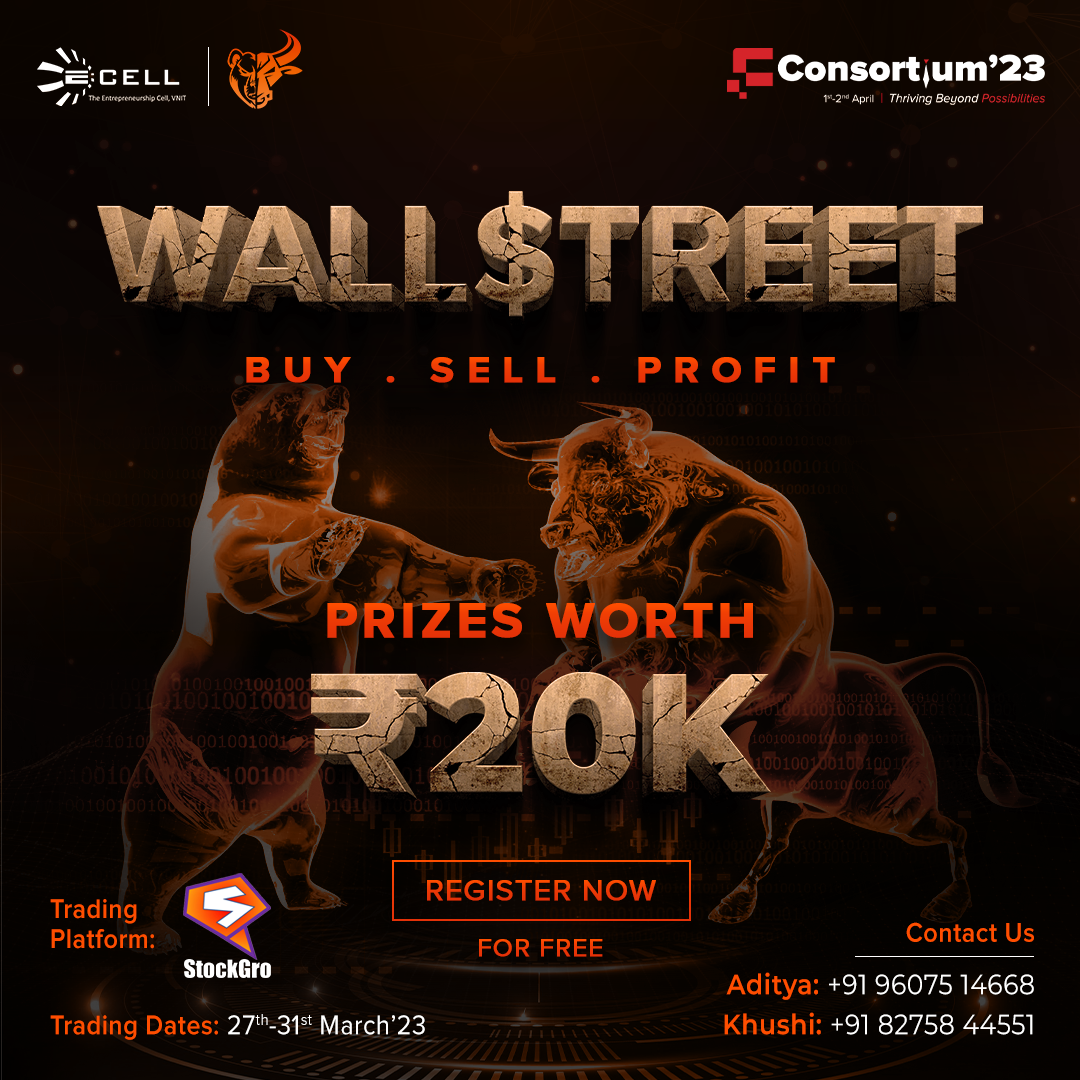 E-CELL
The Entrepreneurship Cell, VNIT
Consortium'23
1st-2nd April | Thriving Beyond Possibilities
WALL$TREET
BUY . SELL . PROFIT
PRIZES WORTH
₹20K
REGISTER NOW
FOR FREE
Trading
Platform:
StockGro
Trading Dates: 27th-31st March'23
Contact Us
Aditya: +91 96075 14668
Khushi: +91 82758 44551